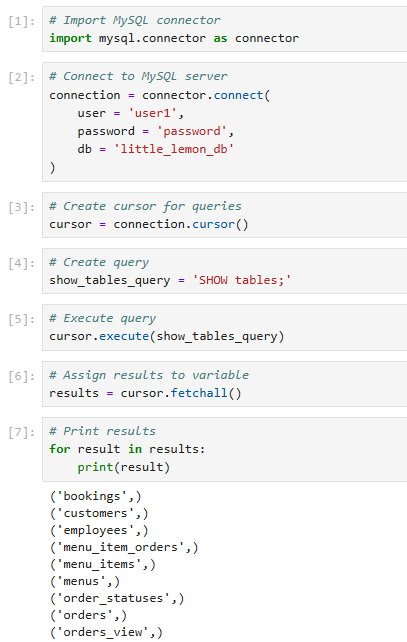 [1]: # Import MySQL connector
import mysql.connector as connector
[2]: # Connect to MySQL server
connection = connector.connect(
    user = 'user1',
    password = 'password',
    db = 'little_lemon_db'
)
[3]: # Create cursor for queries
cursor = connection.cursor()
[4]: # Create query
show_tables_query = 'SHOW tables;'
[5]: # Execute query
cursor.execute(show_tables_query)
[6]: # Assign results to variable
results = cursor.fetchall()
[7]: # Print results
for result in results:
    print(result)
('bookings',)
('customers',)
('employees',)
('menu_item_orders',)
('menu_items',)
('menus',)
('order_statuses',)
('orders',)
('orders_view',)